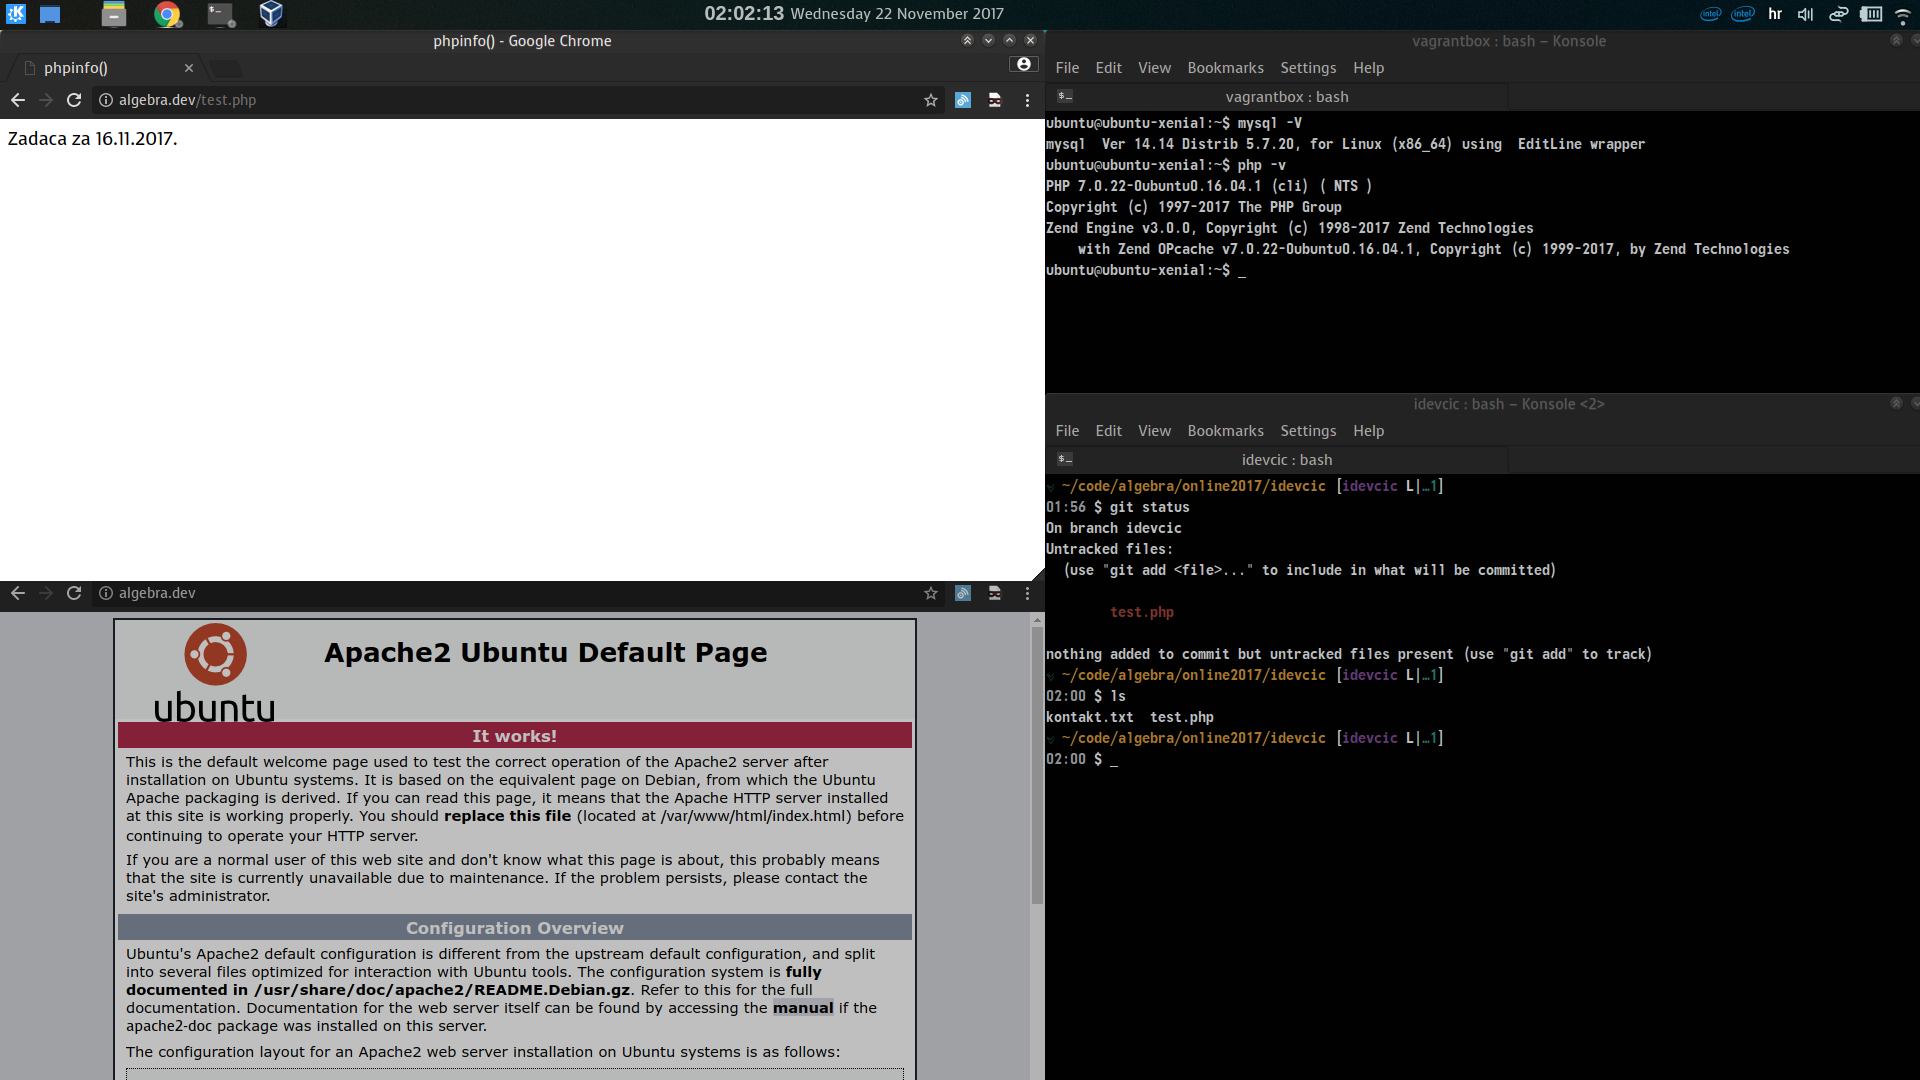 02:02:13 Wednesday 22 November 2017
intel intel hr
phpinfo() - Google Chrome
phpinfo()
algebra.dev/test.php
Zadaca za 16.11.2017.
algebra.dev
Apache2 Ubuntu Default Page
ubuntu
It works!
This is the default welcome page used to test the correct operation of the Apache2 server after
installation on Ubuntu systems. It is based on the equivalent page on Debian, from which the Ubuntu
Apache packaging is derived. If you can read this page, it means that the Apache HTTP server installed
at this site is working properly. You should replace this file (located at /var/www/html/index.html) before
continuing to operate your HTTP server.
If you are a normal user of this web site and don't know what this page is about, this probably means
that the site is currently unavailable due to maintenance. If the problem persists, please contact the
site's administrator.
Configuration Overview
Ubuntu's Apache2 default configuration is different from the upstream default configuration, and split
into several files optimized for interaction with Ubuntu tools. The configuration system is fully
documented in /usr/share/doc/apache2/README.Debian.gz. Refer to this for the full
documentation. Documentation for the web server itself can be found by accessing the manual if the
apache2-doc package was installed on this server.
The configuration layout for an Apache2 web server installation on Ubuntu systems is as follows:
vagrantbox : bash – Konsole
File Edit View Bookmarks Settings Help
vagrantbox : bash
ubuntu@ubuntu-xenial:~$ mysql -V
mysql  Ver 14.14 Distrib 5.7.20, for Linux (x86_64) using  EditLine wrapper
ubuntu@ubuntu-xenial:~$ php -v
PHP 7.0.22-0ubuntu0.16.04.1 (cli) ( NTS )
Copyright (c) 1997-2017 The PHP Group
Zend Engine v3.0.0, Copyright (c) 1998-2017 Zend Technologies
    with Zend OPcache v7.0.22-0ubuntu0.16.04.1, Copyright (c) 1999-2017, by Zend Technologies
ubuntu@ubuntu-xenial:~$ _
idevcic : bash – Konsole <2>
File Edit View Bookmarks Settings Help
idevcic : bash
~/code/algebra/online2017/idevcic [idevcic L|…1]
01:56 $ git status
On branch idevcic
Untracked files:
  (use "git add <file>..." to include in what will be committed)
        test.php
nothing added to commit but untracked files present (use "git add" to track)
~/code/algebra/online2017/idevcic [idevcic L|…1]
02:00 $ ls
kontakt.txt  test.php
~/code/algebra/online2017/idevcic [idevcic L|…1]
02:00 $ _